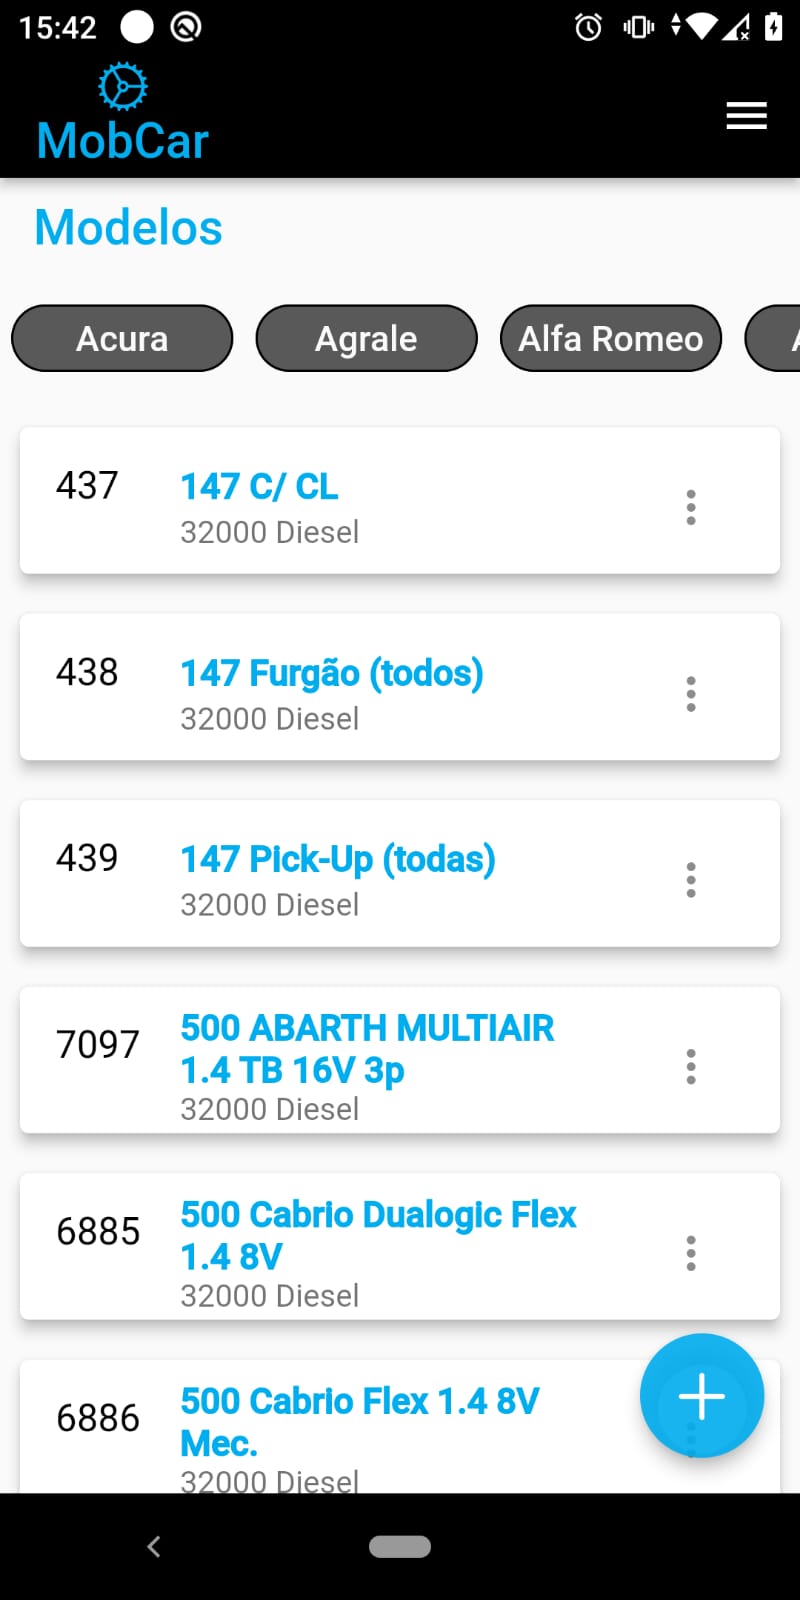 15:42
MobCar
Modelos
Acura
Agrale
Alfa Romeo
437
147 C/ CL
32000 Diesel
438
147 Furgão (todos)
32000 Diesel
439
147 Pick-Up (todas)
32000 Diesel
7097
500 ABARTH MULTIAIR
1.4 TB 16V 3p
32000 Diesel
6885
500 Cabrio Dualogic Flex
1.4 8V
32000 Diesel
6886
500 Cabrio Flex 1.4 8V
Mec.
32000 Diesel